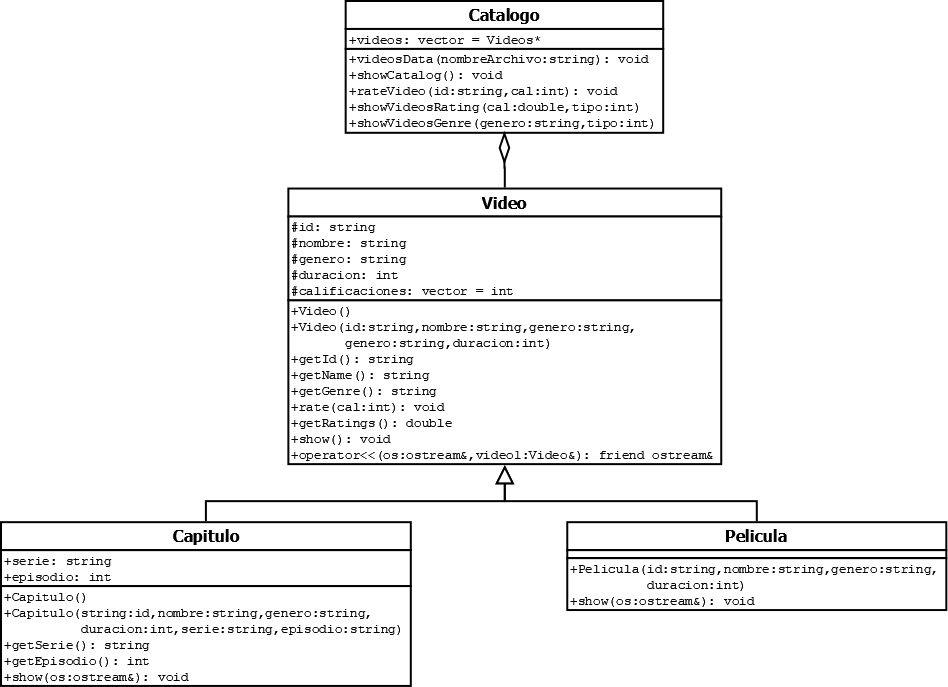 Catalogo
+videos: vector = Videos*
+videosData(nombreArchivo:string): void
+showCatalog(): void
+rateVideo(id:string,cal:int): void
+showVideosRating(cal:double,tipo:int)
+showVideosGenre(genero:string,tipo:int)
Video
#id: string
#nombre: string
#genero: string
#duracion: int
#calificaciones: vector = int
+Video()
+Video(id:string,nombre:string,genero:string,
genero:string,duracion:int)
+getId(): string
+getName(): string
+getGenre(): string
+rate(cal:int): void
+getRatings(): double
+show(): void
+operator<<(os:ostream&,video1:Video&): friend ostream&
Capitulo
+serie: string
+episodio: int
+Capitulo()
+Capitulo(string:id,nombre:string,genero:string,
duracion:int,serie:string,episodio:string)
+getSerie(): string
+getEpisodio(): int
+show(os:ostream&): void
Pelicula
+Pelicula(id:string,nombre:string,genero:string,
duracion:int)
+show(os:ostream&): void